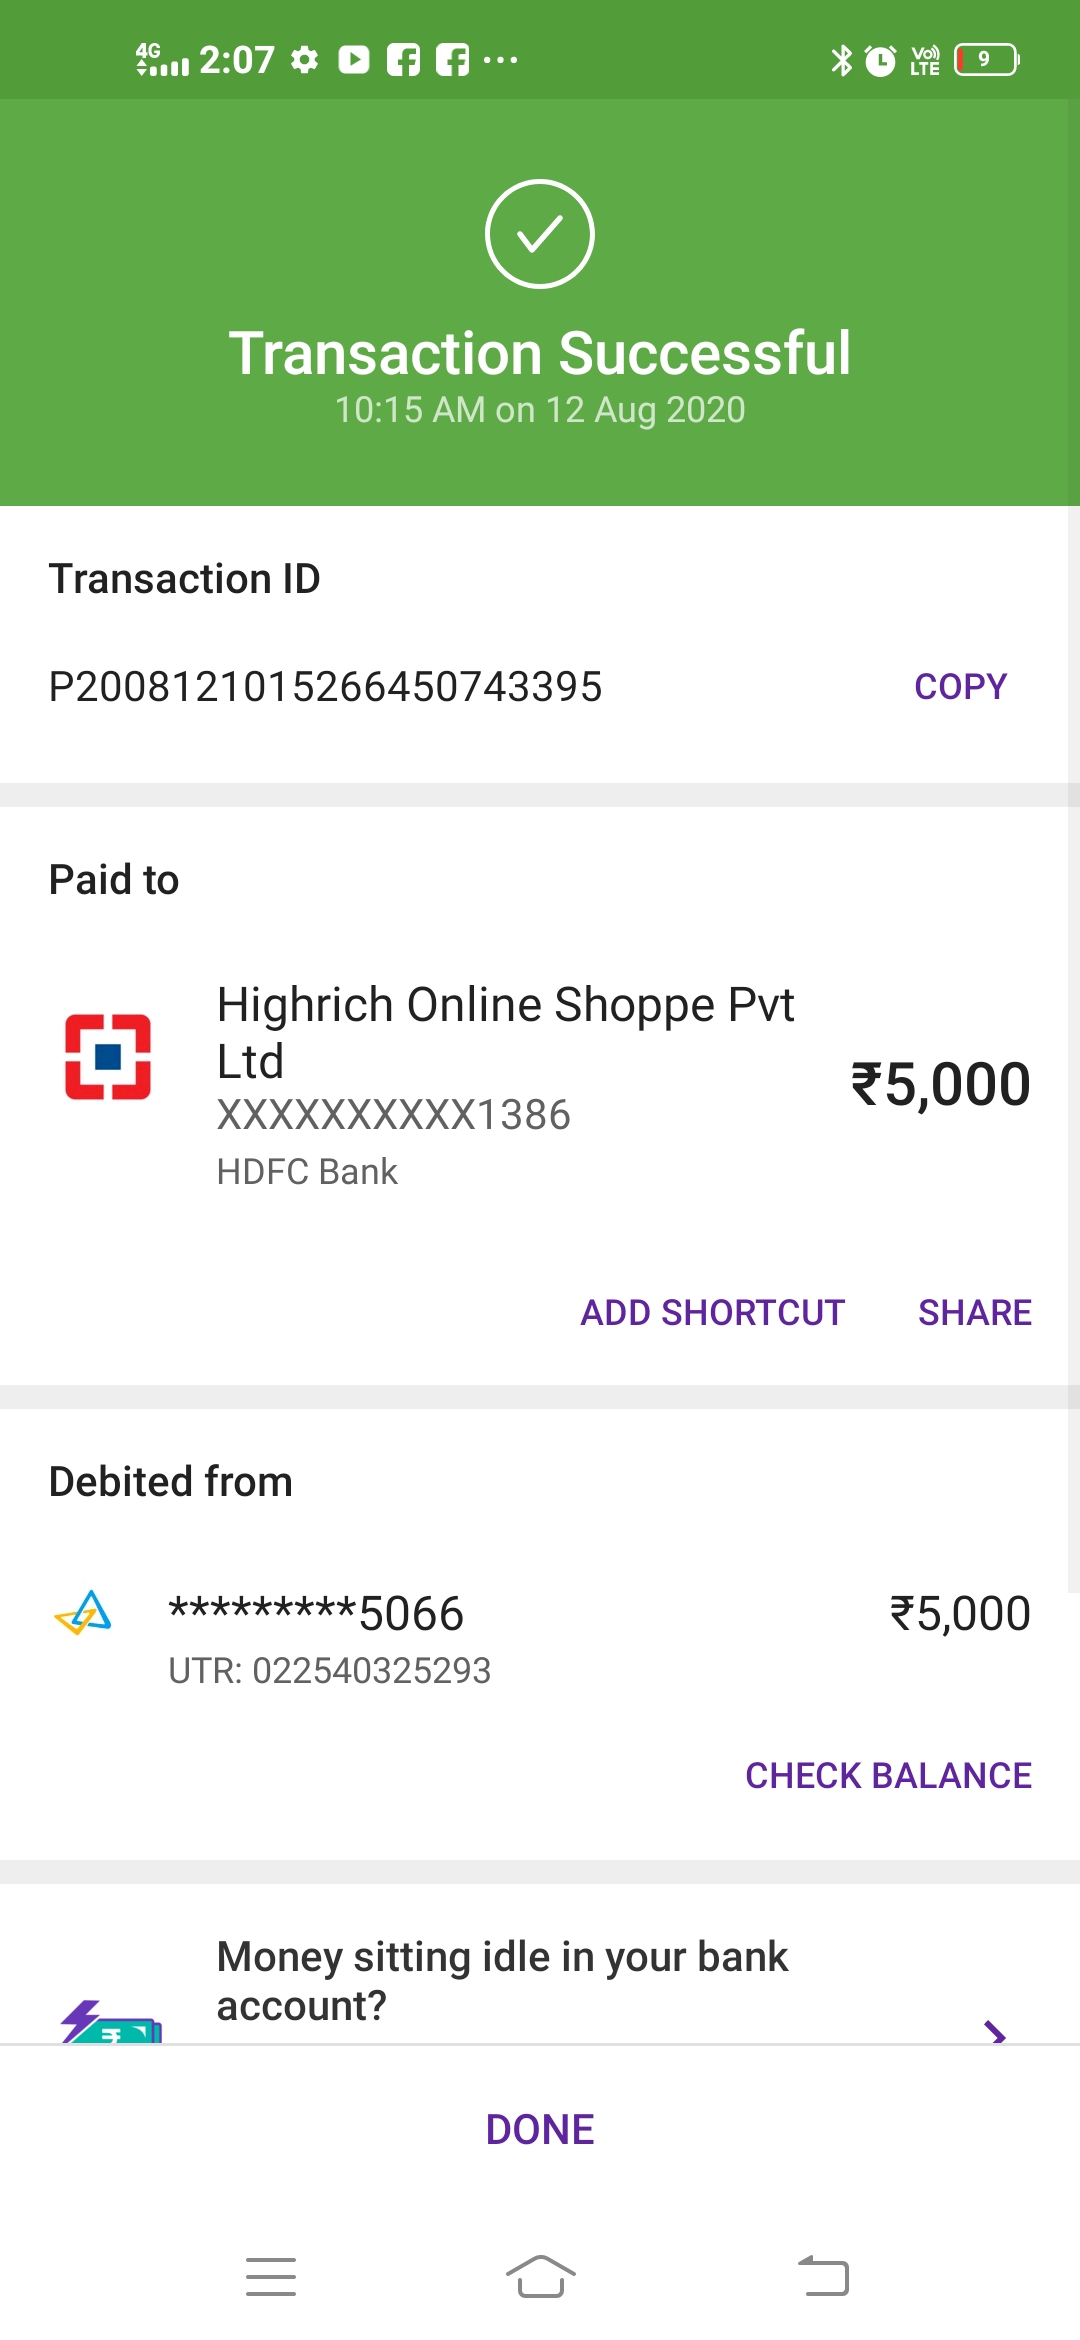 4G 2:07 VoLTE 9
Transaction Successful
10:15 AM on 12 Aug 2020
Transaction ID
P2008121015266450743395 COPY
Paid to
Highrich Online Shoppe Pvt
Ltd
₹5,000
XXXXXXXXXX1386
HDFC Bank
ADD SHORTCUT SHARE
Debited from
*********5066 ₹5,000
UTR: 022540325293
CHECK BALANCE
Money sitting idle in your bank
account?
DONE